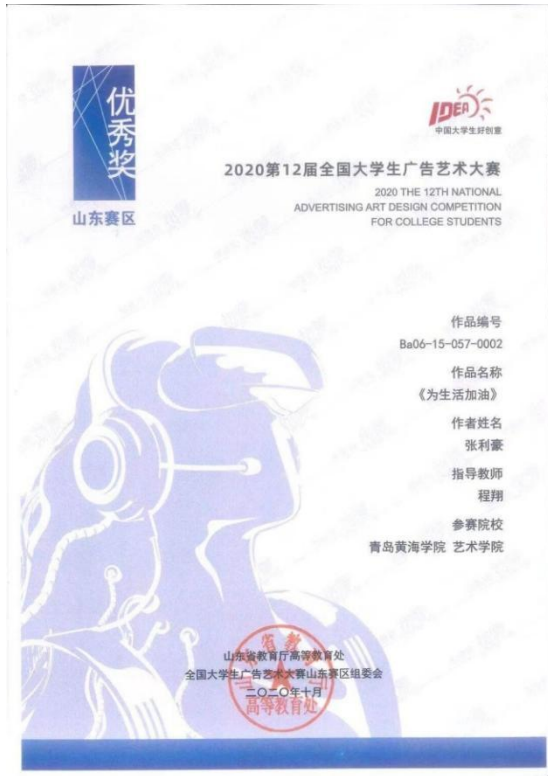 优秀奖
山东赛区
IDEA
中国大学生好创意
2020第12届全国大学生广告艺术大赛
2020 THE 12TH NATIONAL
ADVERTISING ART DESIGN COMPETITION
FOR COLLEGE STUDENTS
作品编号
Ba06-15-057-0002
作品名称
《为生活加油》
作者姓名
张利豪
指导教师
程翔
参赛院校
青岛黄海学院 艺术学院
山东省教育厅高等教育处
全国大学生广告艺术大赛山东赛区组委会
二〇二〇年十月
高等教育处